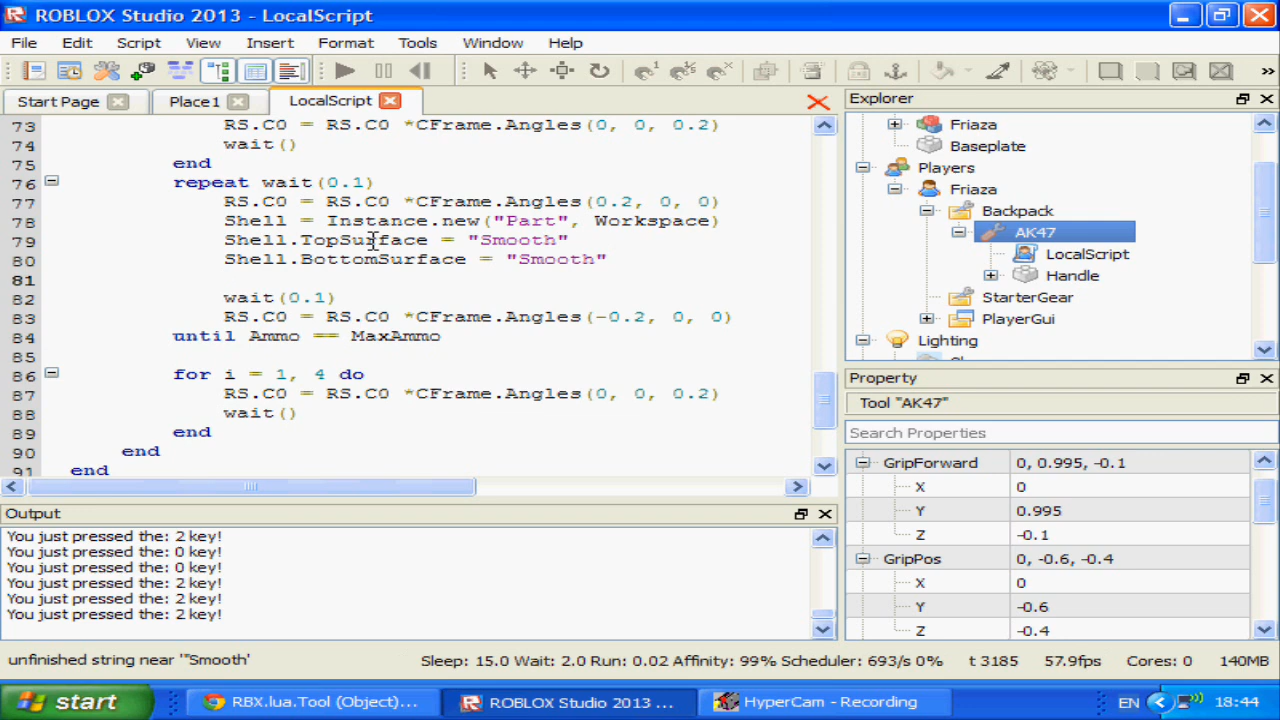 ROBLOX Studio 2013 - LocalScript
File Edit Script View Insert Format Tools Window Help
Start Page Place1 LocalScript
73 RS.C0 = RS.C0 *CFrame.Angles(0, 0, 0.2)
74 wait()
75 end
76 repeat wait(0.1)
77 RS.C0 = RS.C0 *CFrame.Angles(0.2, 0, 0)
78 Shell = Instance.new("Part", Workspace)
79 Shell.TopSurface = "Smooth"
80 Shell.BottomSurface = "Smooth"
81
82 wait(0.1)
83 RS.C0 = RS.C0 *CFrame.Angles(-0.2, 0, 0)
84 until Ammo == MaxAmmo
85
86 for i = 1, 4 do
87 RS.C0 = RS.C0 *CFrame.Angles(0, 0, 0.2)
88 wait()
89 end
90 end
91 end
Explorer
Friaza
Baseplate
Players
Friaza
Backpack
AK47
LocalScript
Handle
StarterGear
PlayerGui
Lighting
Property
Tool "AK47"
Search Properties
GripForward 0, 0.995, -0.1
X 0
Y 0.995
Z -0.1
GripPos 0, -0.6, -0.4
X 0
Y -0.6
Z -0.4
Output
You just pressed the: 2 key!
You just pressed the: 0 key!
You just pressed the: 0 key!
You just pressed the: 2 key!
You just pressed the: 2 key!
You just pressed the: 2 key!
unfinished string near '"Smooth' Sleep: 15.0 Wait: 2.0 Run: 0.02 Affinity: 99% Scheduler: 693/s 0% t 3185 57.9fps Cores: 0 140MB
start RBX.lua.Tool (Object)... ROBLOX Studio 2013 ... HyperCam - Recording EN 18:44